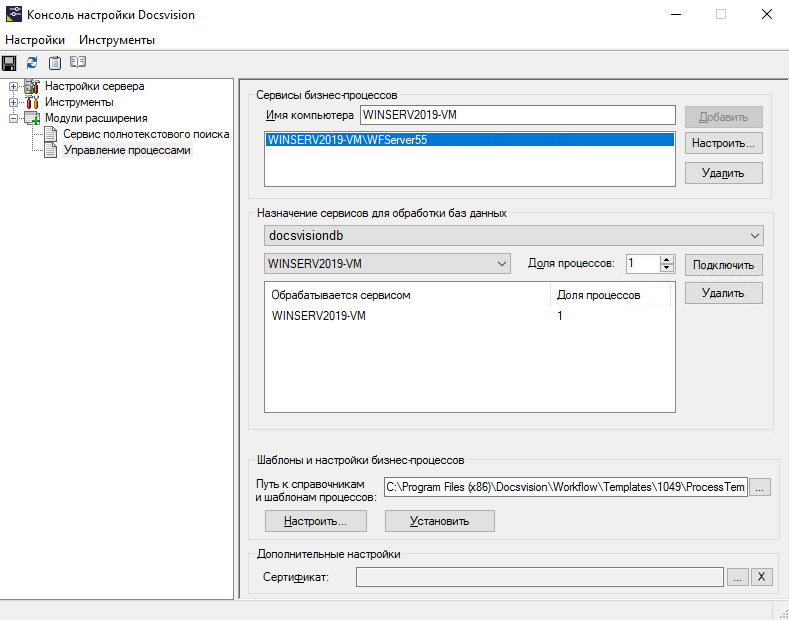 Консоль настройки Docsvision
Настройки Инструменты
Настройки сервера
Инструменты
Модули расширения
Сервис полнотекстового поиска
Управление процессами
Сервисы бизнес-процессов
Имя компьютера WINSERV2019-VM Добавить
WINSERV2019-VM\WFServer55
Настроить...
Удалить
Назначение сервисов для обработки баз данных
docsvisiondb
WINSERV2019-VM Доля процессов: 1 Подключить
Удалить
Обрабатывается сервисом Доля процессов
WINSERV2019-VM 1
Шаблоны и настройки бизнес-процессов
Путь к справочникам
и шаблонам процессов: C:\Program Files (x86)\Docsvision\Workflow\Templates\1049\ProcessTem ...
Настроить... Установить
Дополнительные настройки
Сертификат: ... X